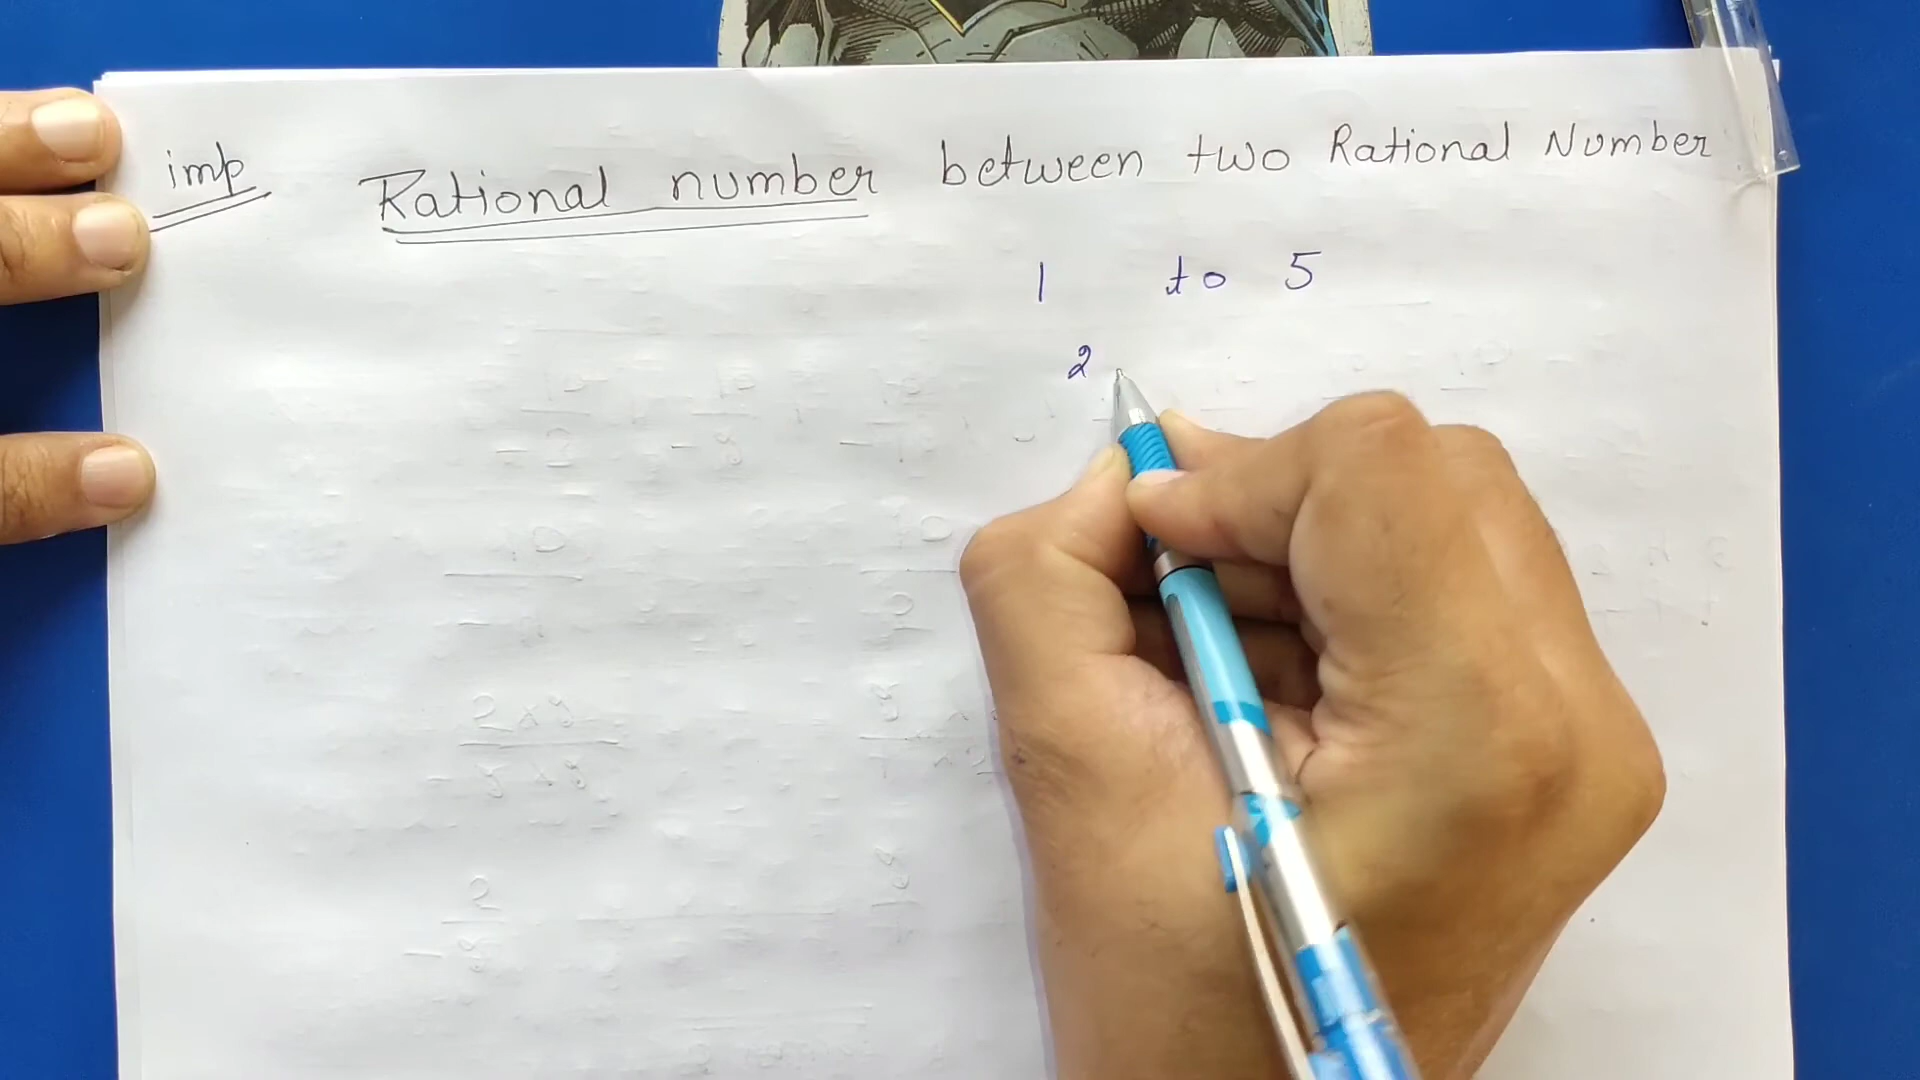 imp
Rational number between two Rational Number
1 to 5
2